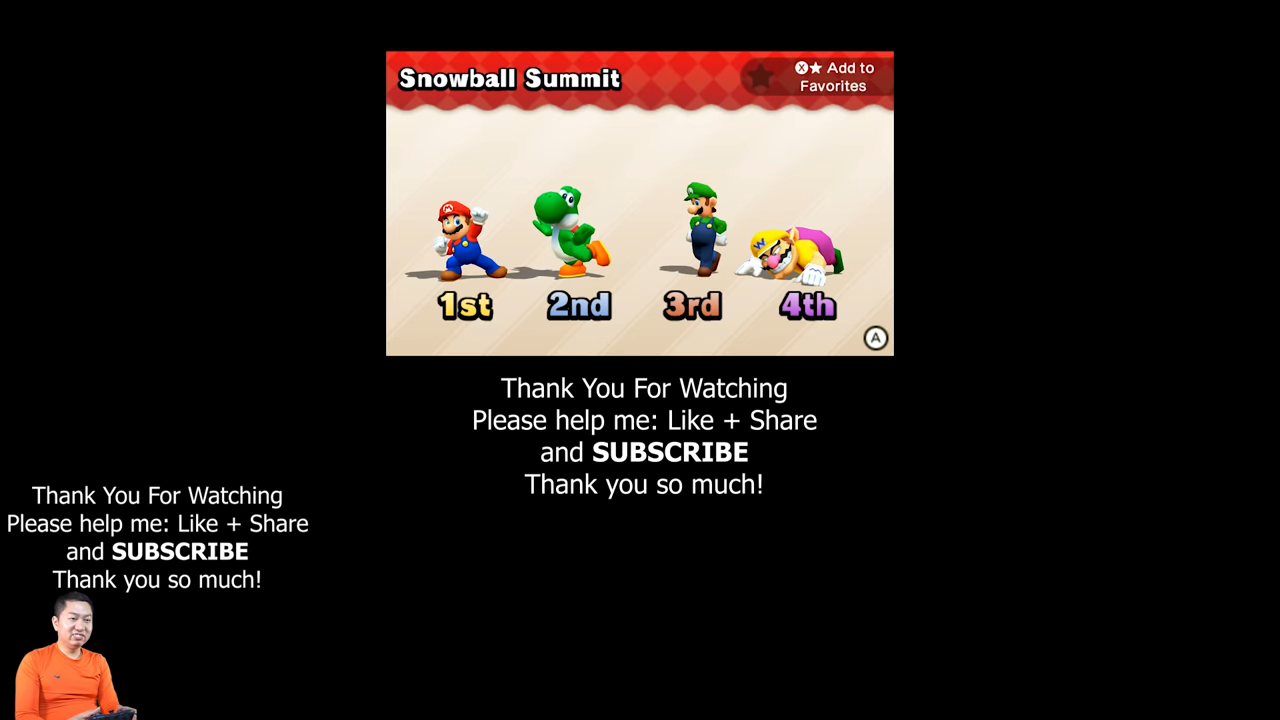 Snowball Summit
X★ Add to
Favorites
1st 2nd 3rd 4th
A
Thank You For Watching
Please help me: Like + Share
and SUBSCRIBE
Thank you so much!
Thank You For Watching
Please help me: Like + Share
and SUBSCRIBE
Thank you so much!